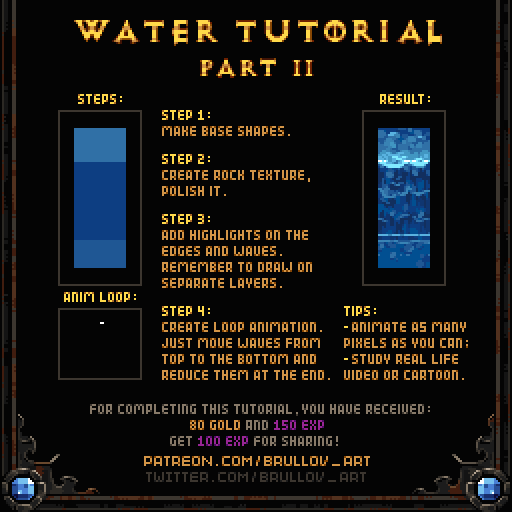 WATER TUTORIAL
PART II
STEPS:
STEP 1:
MAKE BASE SHAPES.
STEP 2:
CREATE ROCK TEXTURE,
POLISH IT.
STEP 3:
ADD HIGHLIGHTS ON THE
EDGES AND WAVES.
REMEMBER TO DRAW ON
SEPARATE LAYERS.
RESULT:
ANIM LOOP:
STEP 4:
CREATE LOOP ANIMATION.
JUST MOVE WAVES FROM
TOP TO THE BOTTOM AND
REDUCE THEM AT THE END.
TIPS:
-ANIMATE AS MANY
PIXELS AS YOU CAN;
-STUDY REAL LIFE
VIDEO OR CARTOON.
FOR COMPLETING THIS TUTORIAL, YOU HAVE RECEIVED:
80 GOLD AND 150 EXP
GET 100 EXP FOR SHARING!
PATREON.COM/BRULLOV_ART
TWITTER.COM/BRULLOV_ART